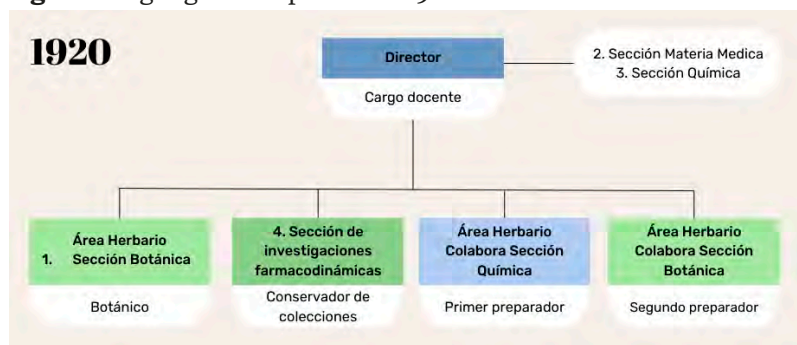 1920
Director
Cargo docente
2. Sección Materia Medica
3. Sección Química
Área Herbario
1. Sección Botánica
Botánico
4. Sección de
investigaciones
farmacodinámicas
Conservador de
colecciones
Área Herbario
Colabora Sección
Química
Primer preparador
Área Herbario
Colabora Sección
Botánica
Segundo preparador